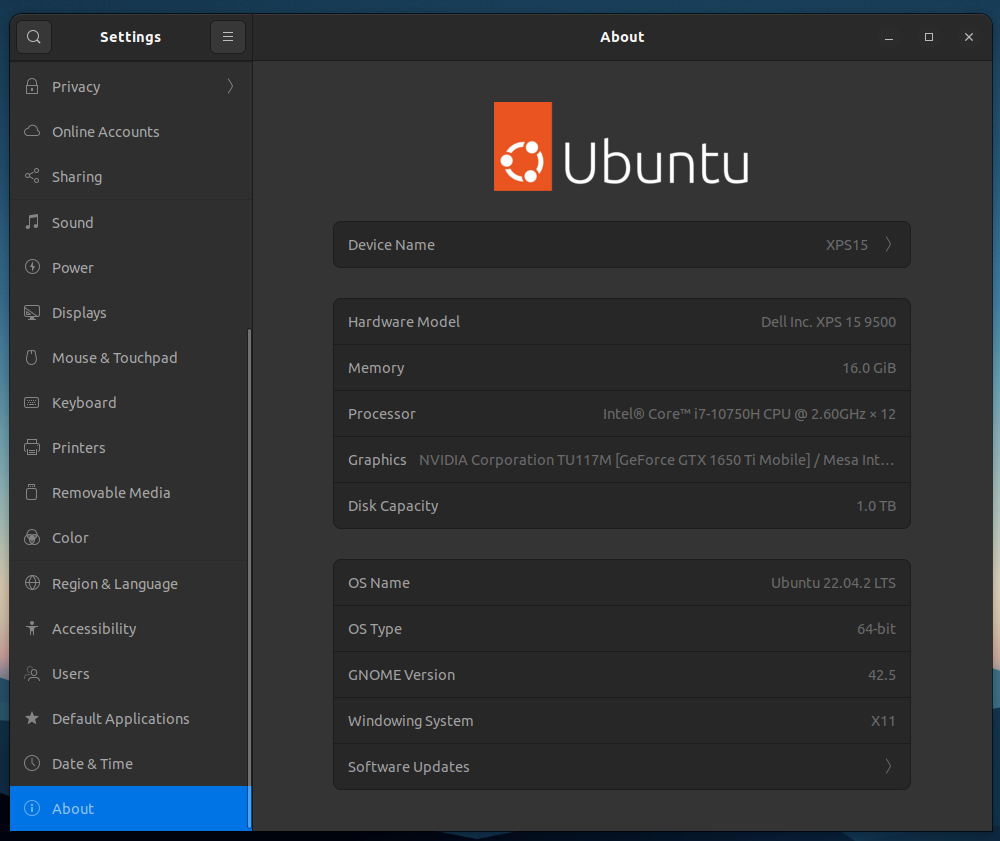 Settings
About
Privacy
Online Accounts
Sharing
Sound
Power
Displays
Mouse & Touchpad
Keyboard
Printers
Removable Media
Color
Region & Language
Accessibility
Users
Default Applications
Date & Time
About
Ubuntu
Device Name XPS15
Hardware Model Dell Inc. XPS 15 9500
Memory 16.0 GiB
Processor Intel® Core™ i7-10750H CPU @ 2.60GHz × 12
Graphics NVIDIA Corporation TU117M [GeForce GTX 1650 Ti Mobile] / Mesa Int…
Disk Capacity 1.0 TB
OS Name Ubuntu 22.04.2 LTS
OS Type 64-bit
GNOME Version 42.5
Windowing System X11
Software Updates